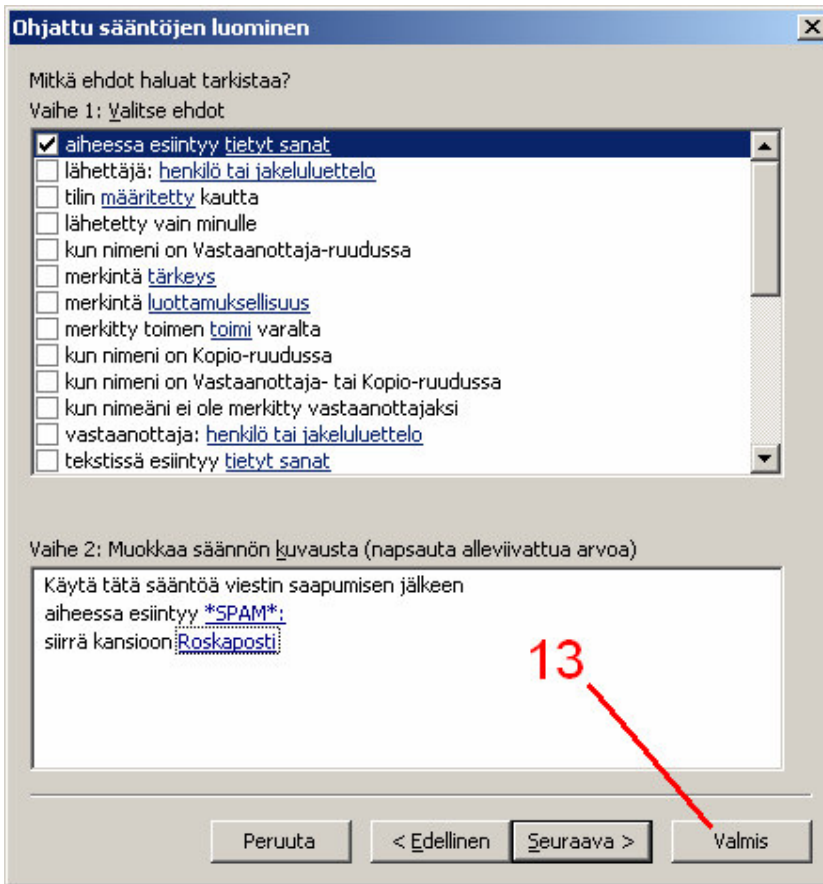 Ohjattu sääntöjen luominen
Mitkä ehdot haluat tarkistaa?
Vaihe 1: Valitse ehdot
aiheessa esiintyy tietyt sanat
lähettäjä: henkilö tai jakeluluettelo
tilin määritetty kautta
lähetetty vain minulle
kun nimeni on Vastaanottaja-ruudussa
merkintä tärkeys
merkintä luottamuksellisuus
merkitty toimen toimi varalta
kun nimeni on Kopio-ruudussa
kun nimeni on Vastaanottaja- tai Kopio-ruudussa
kun nimeäni ei ole merkitty vastaanottajaksi
vastaanottaja: henkilö tai jakeluluettelo
tekstissä esiintyy tietyt sanat
Vaihe 2: Muokkaa säännön kuvausta (napsauta alleviivattua arvoa)
Käytä tätä sääntöä viestin saapumisen jälkeen
aiheessa esiintyy *SPAM*:
siirrä kansioon Roskaposti
13
Peruuta < Edellinen Seuraava > Valmis